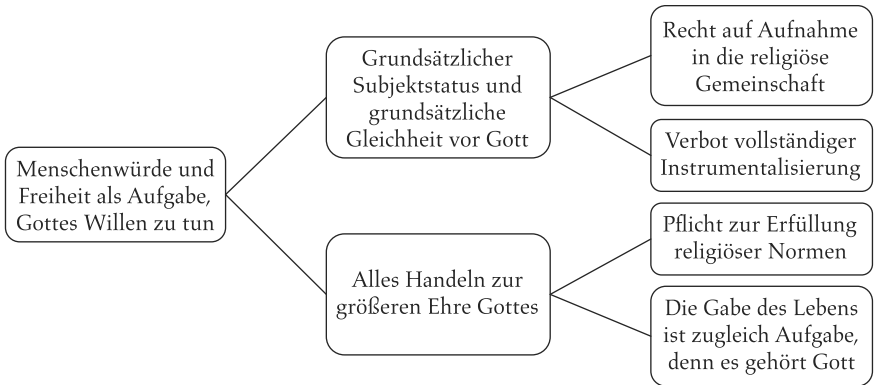 Menschenwürde und
Freiheit als Aufgabe,
Gottes Willen zu tun
Grundsätzlicher
Subjektstatus und
grundsätzliche
Gleichheit vor Gott
Alles Handeln zur
größeren Ehre Gottes
Recht auf Aufnahme
in die religiöse
Gemeinschaft
Verbot vollständiger
Instrumentalisierung
Pflicht zur Erfüllung
religiöser Normen
Die Gabe des Lebens
ist zugleich Aufgabe,
denn es gehört Gott